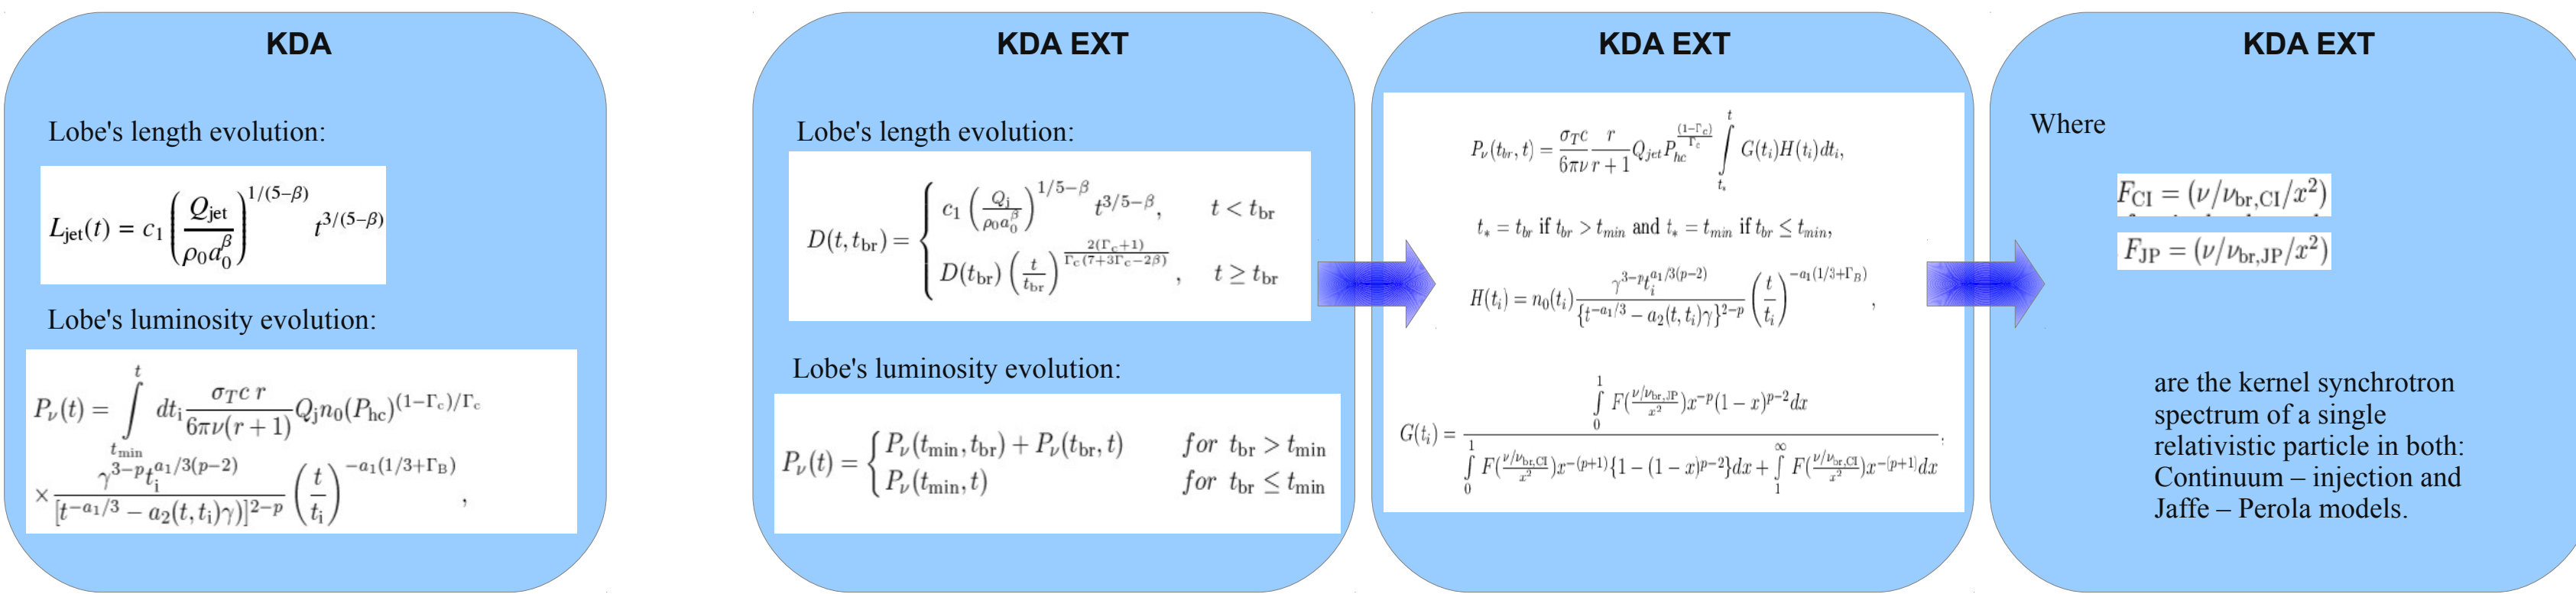 KDA
Lobe's length evolution:
L_jet(t) = c_1 (Q_jet / ρ_0 a_0^β)^{1/(5−β)} t^{3/(5−β)}
Lobe's luminosity evolution:
P_ν(t) = ∫_{t_min}^{t} dt_i σ_T c r / 6πν(r + 1) Q_j n_0 (P_hc)^{(1−Γ_c)/Γ_c}
× γ^{3−p} t_i^{a_1/3(p−2)} / [t^{−a_1/3} − a_2(t, t_i)γ)]^{2−p} (t / t_i)^{−a_1(1/3+Γ_B)} ,
KDA EXT
Lobe's length evolution:
D(t, t_br) = { c_1 (Q_j / ρ_0 a_0^β)^{1/5−β} t^{3/5−β}, t < t_br
D(t_br) (t / t_br)^{2(Γ_c+1) / Γ_c(7+3Γ_c−2β)} , t ≥ t_br
Lobe's luminosity evolution:
P_ν(t) = { P_ν(t_min, t_br) + P_ν(t_br, t) for t_br > t_min
P_ν(t_min, t) for t_br ≤ t_min
KDA EXT
P_ν(t_br, t) = σ_T c / 6πν r / r + 1 Q_jet P_hc^{(1−Γ_c) / Γ_c} ∫_{t_*}^{t} G(t_i)H(t_i)dt_i,
t_* = t_br if t_br > t_min and t_* = t_min if t_br ≤ t_min,
H(t_i) = n_0(t_i) γ^{3−p} t_i^{a_1/3(p−2)} / {t^{−a_1/3} − a_2(t, t_i)γ}^{2−p} (t / t_i)^{−a_1(1/3+Γ_B)} ,
G(t_i) = ∫_0^1 F(ν/ν_br,JP / x^2) x^{−p} (1 − x)^{p−2} dx / ∫_0^1 F(ν/ν_br,CI / x^2) x^{−(p+1)} {1 − (1 − x)^{p−2}} dx + ∫_1^∞ F(ν/ν_br,CI / x^2) x^{−(p+1)} dx .
KDA EXT
Where
F_CI = (ν/ν_br,CI/x^2)
F_JP = (ν/ν_br,JP/x^2)
are the kernel synchrotron
spectrum of a single
relativistic particle in both:
Continuum – injection and
Jaffe – Perola models.